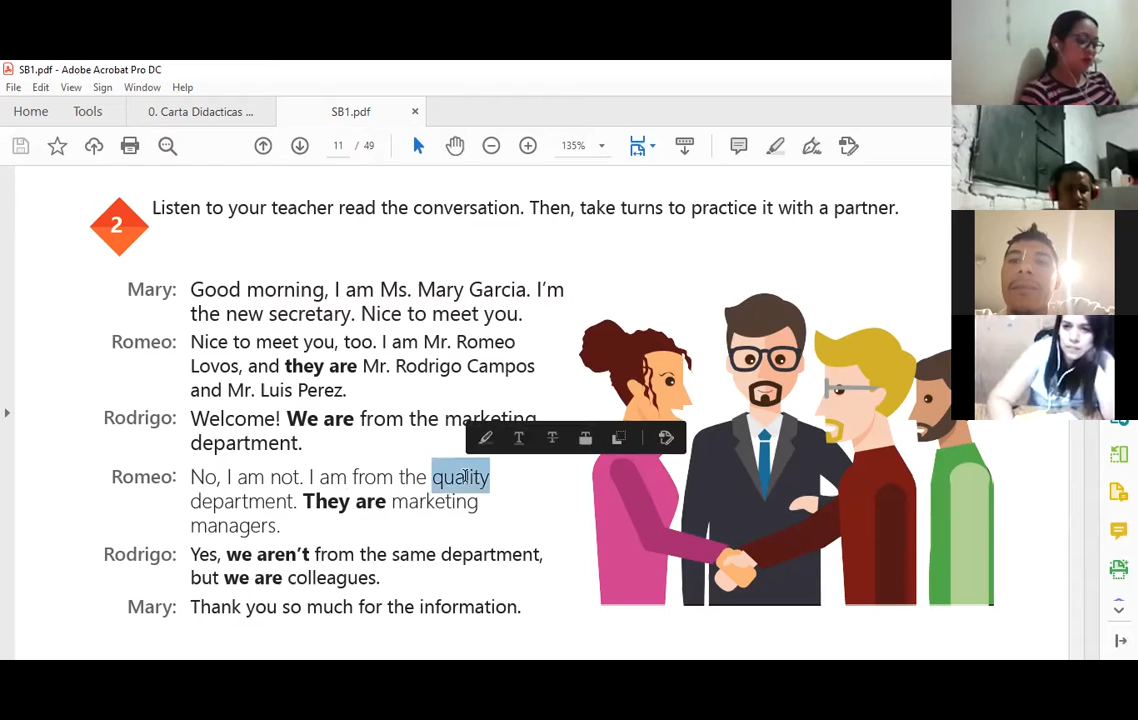 SB1.pdf - Adobe Acrobat Pro DC
File Edit View Sign Window Help
Home Tools 0. Carta Didacticas ... SB1.pdf ×
11 / 49 135%
2 Listen to your teacher read the conversation. Then, take turns to practice it with a partner.
Mary: Good morning, I am Ms. Mary Garcia. I'm
the new secretary. Nice to meet you.
Romeo: Nice to meet you, too. I am Mr. Romeo
Lovos, and they are Mr. Rodrigo Campos
and Mr. Luis Perez.
Rodrigo: Welcome! We are from the marketing
department.
Romeo: No, I am not. I am from the quality
department. They are marketing
managers.
Rodrigo: Yes, we aren't from the same department,
but we are colleagues.
Mary: Thank you so much for the information.